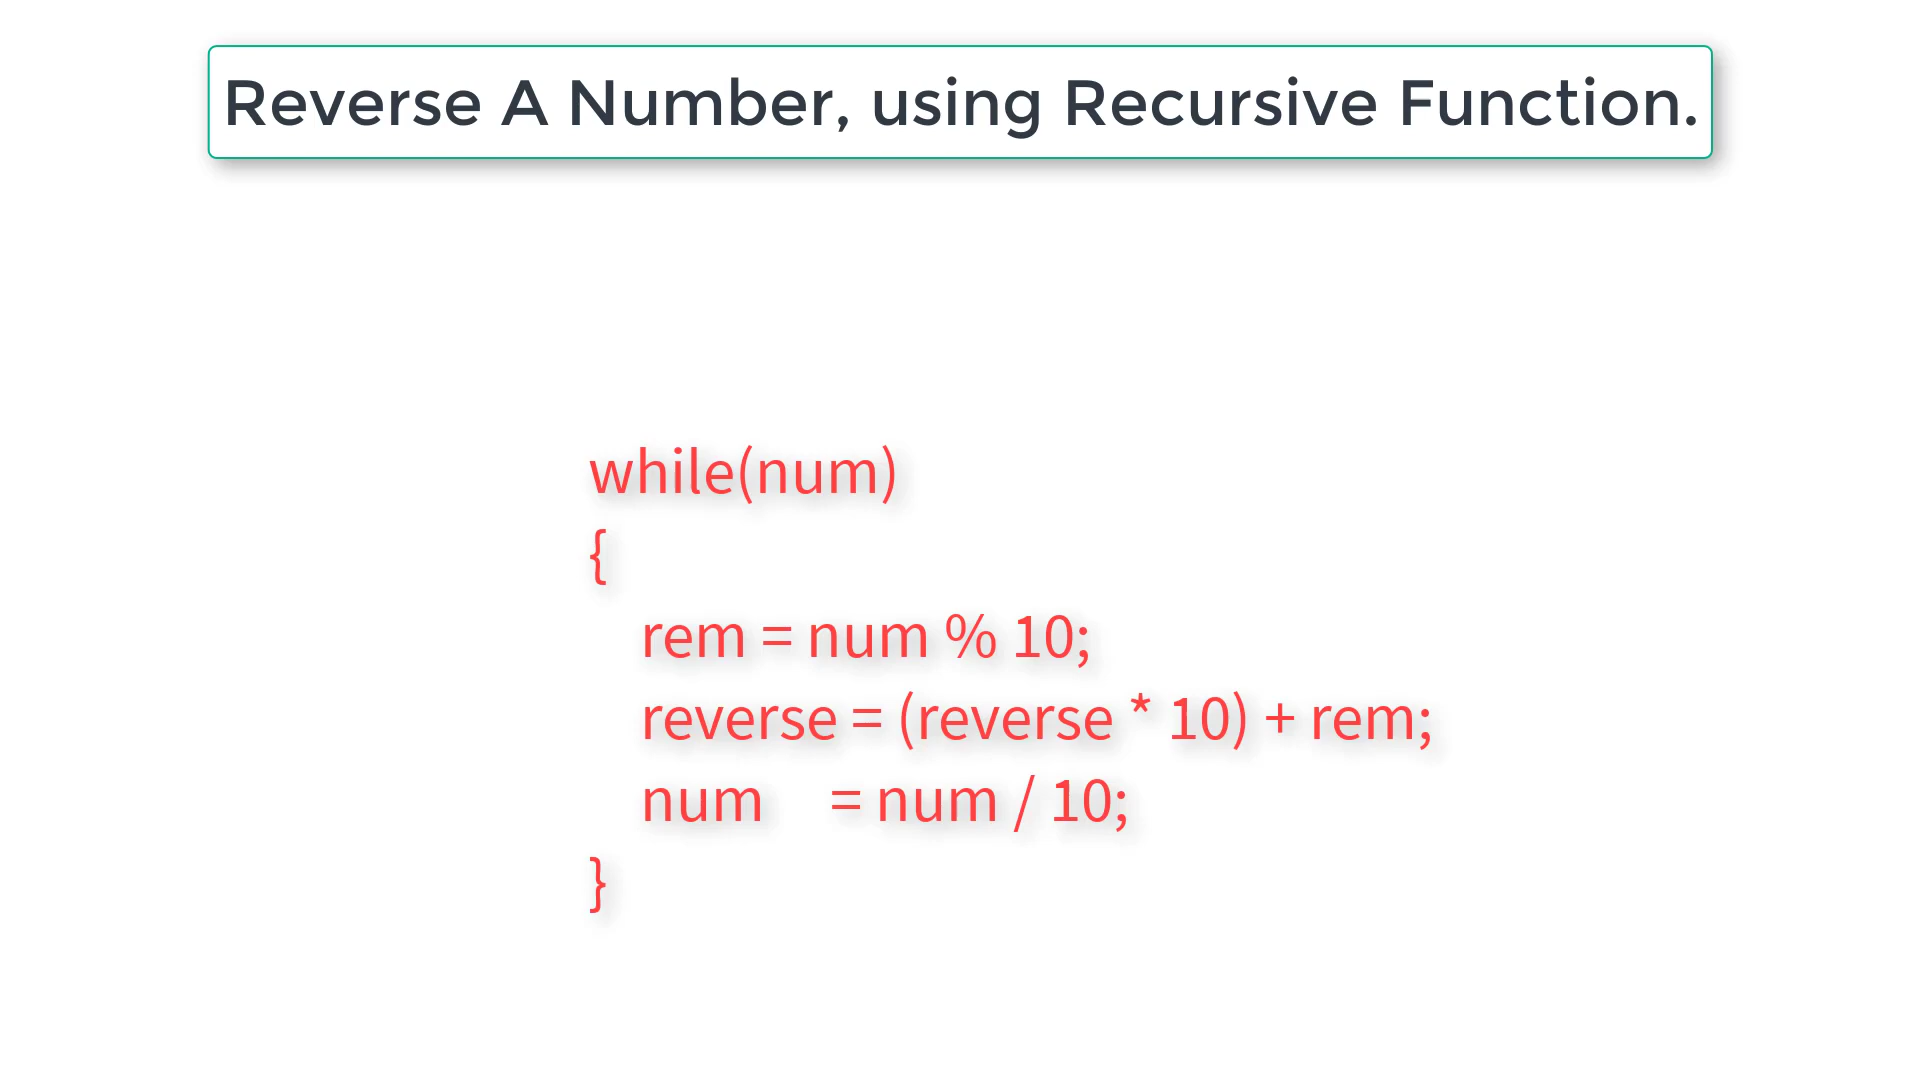 Reverse A Number, using Recursive Function.
while(num)
{
rem = num % 10;
reverse = (reverse * 10) + rem;
num = num / 10;
}